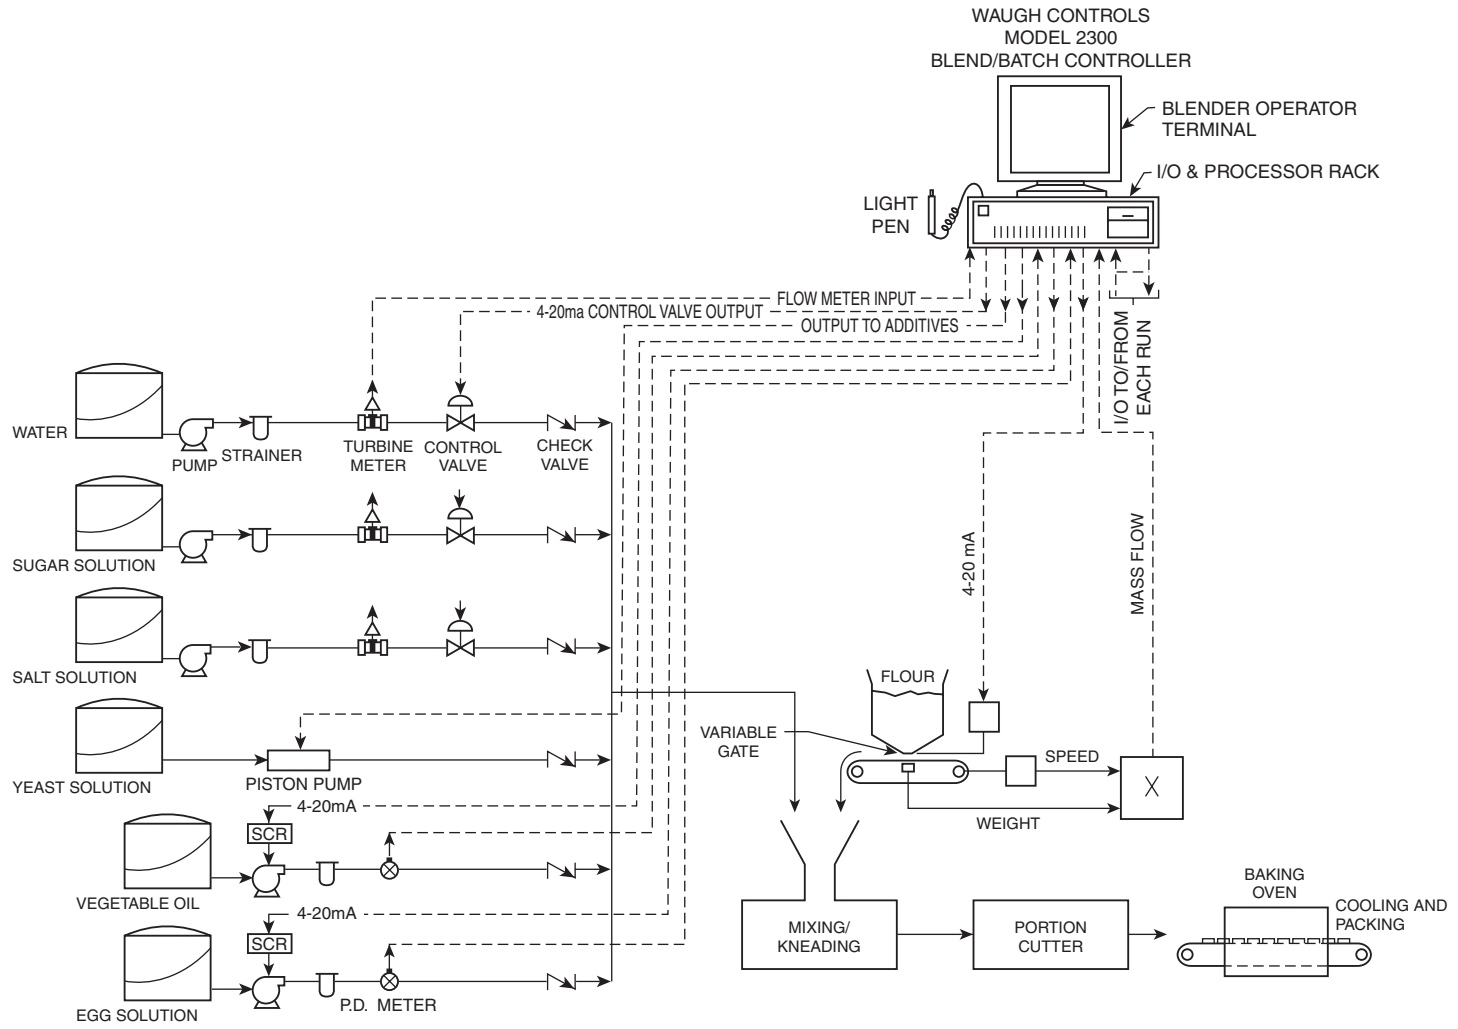 WAUGH CONTROLS
MODEL 2300
BLEND/BATCH CONTROLLER
BLENDER OPERATOR
TERMINAL
I/O & PROCESSOR RACK
LIGHT
PEN
FLOW METER INPUT
4-20ma CONTROL VALVE OUTPUT
OUTPUT TO ADDITIVES
I/O TO/FROM
EACH RUN
WATER
PUMP
STRAINER
TURBINE
METER
CONTROL
VALVE
CHECK
VALVE
SUGAR SOLUTION
4-20 mA
MASS FLOW
SALT SOLUTION
FLOUR
VARIABLE
GATE
SPEED
X
WEIGHT
YEAST SOLUTION
PISTON PUMP
4-20mA
SCR
VEGETABLE OIL
4-20mA
SCR
EGG SOLUTION
P.D. METER
MIXING/
KNEADING
PORTION
CUTTER
BAKING
OVEN
COOLING AND
PACKING